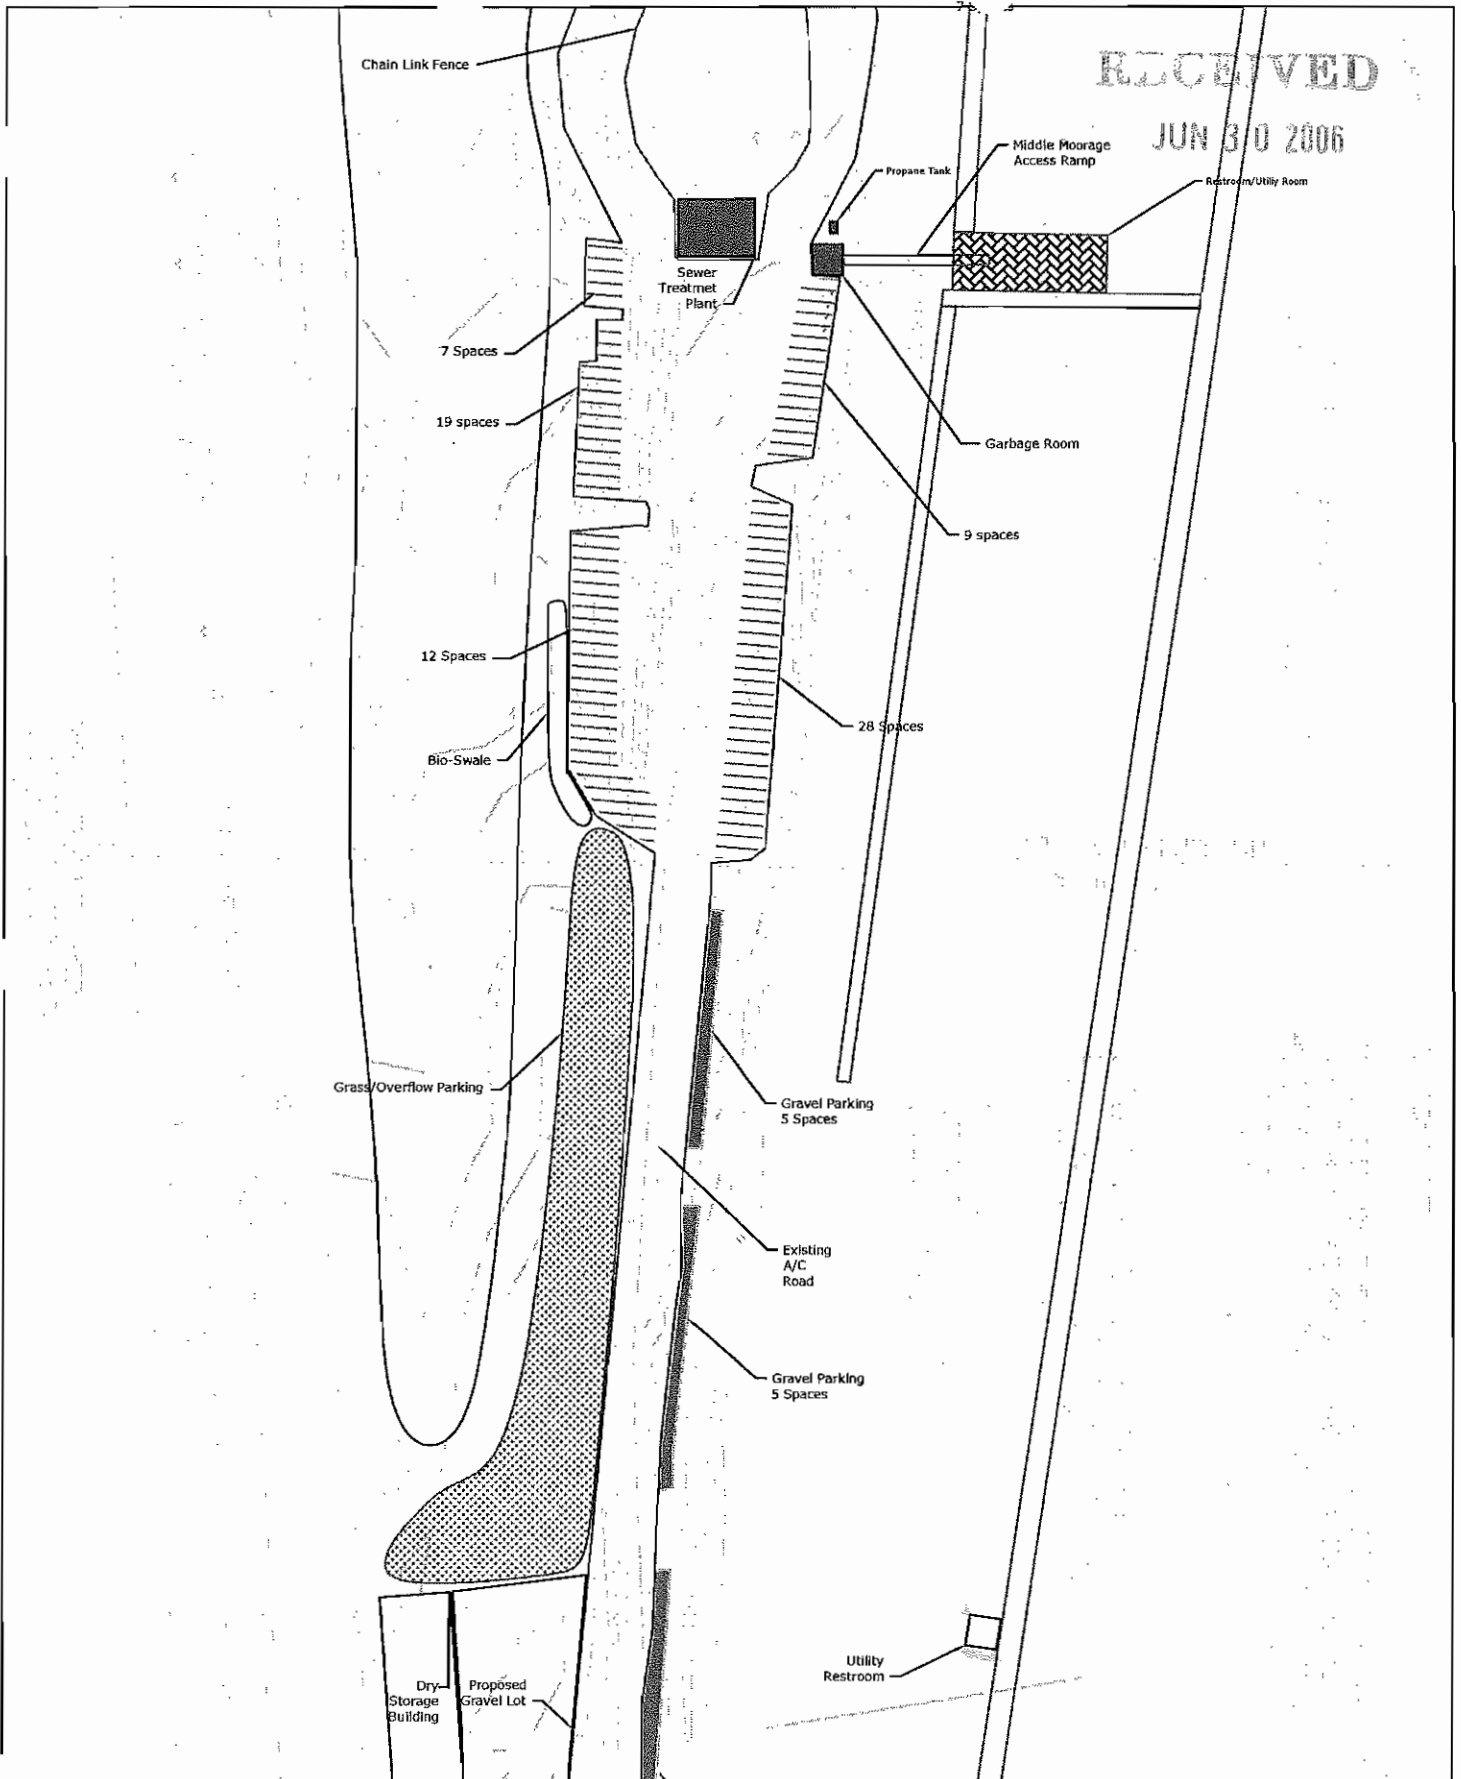 Chain Link Fence
RECEIVED
JUN 30 2006
Middle Moorage
Access Ramp
Propane Tank
Restroom/Utiliy Room
Sewer
Treatmet
Plant
7 Spaces
19 spaces
Garbage Room
9 spaces
12 Spaces
28 Spaces
Bio-Swale
Grass/Overflow Parking
Gravel Parking
5 Spaces
Existing
A/C
Road
Gravel Parking
5 Spaces
Utility
Restroom
Dry
Storage
Building
Proposed
Gravel Lot